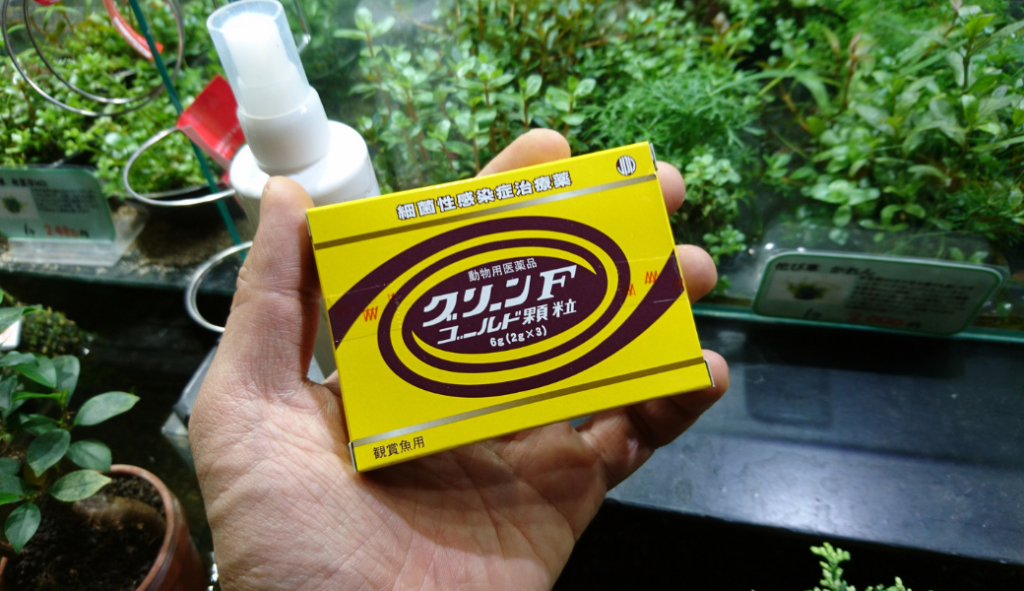 細菌性感染症治療薬
動物用医薬品
グリーンF
ゴールド顆粒
6g(2g×3)
観賞魚用